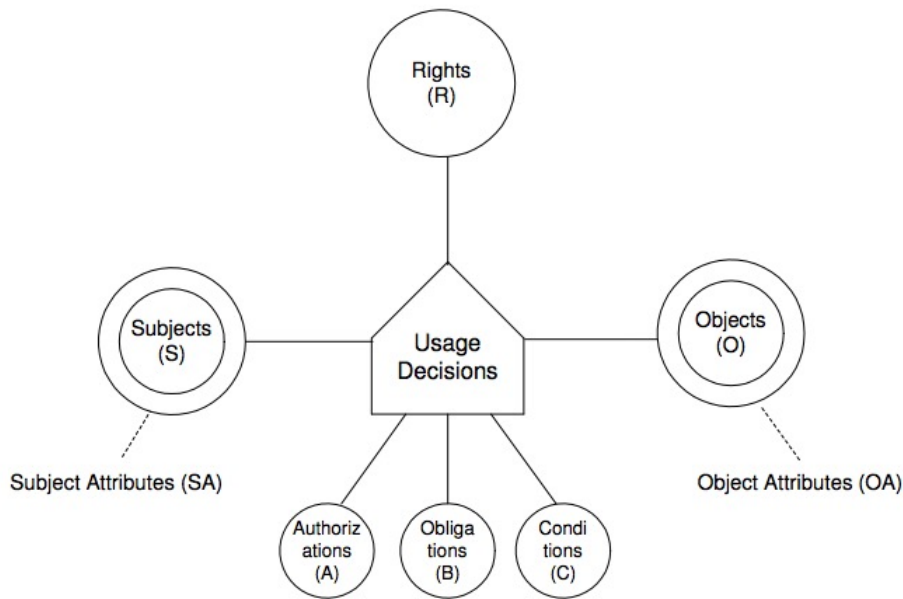 Rights
(R)
Subjects
(S)
Usage
Decisions
Objects
(O)
Subject Attributes (SA)
Object Attributes (OA)
Authoriz
ations
(A)
Obliga
tions
(B)
Condi
tions
(C)